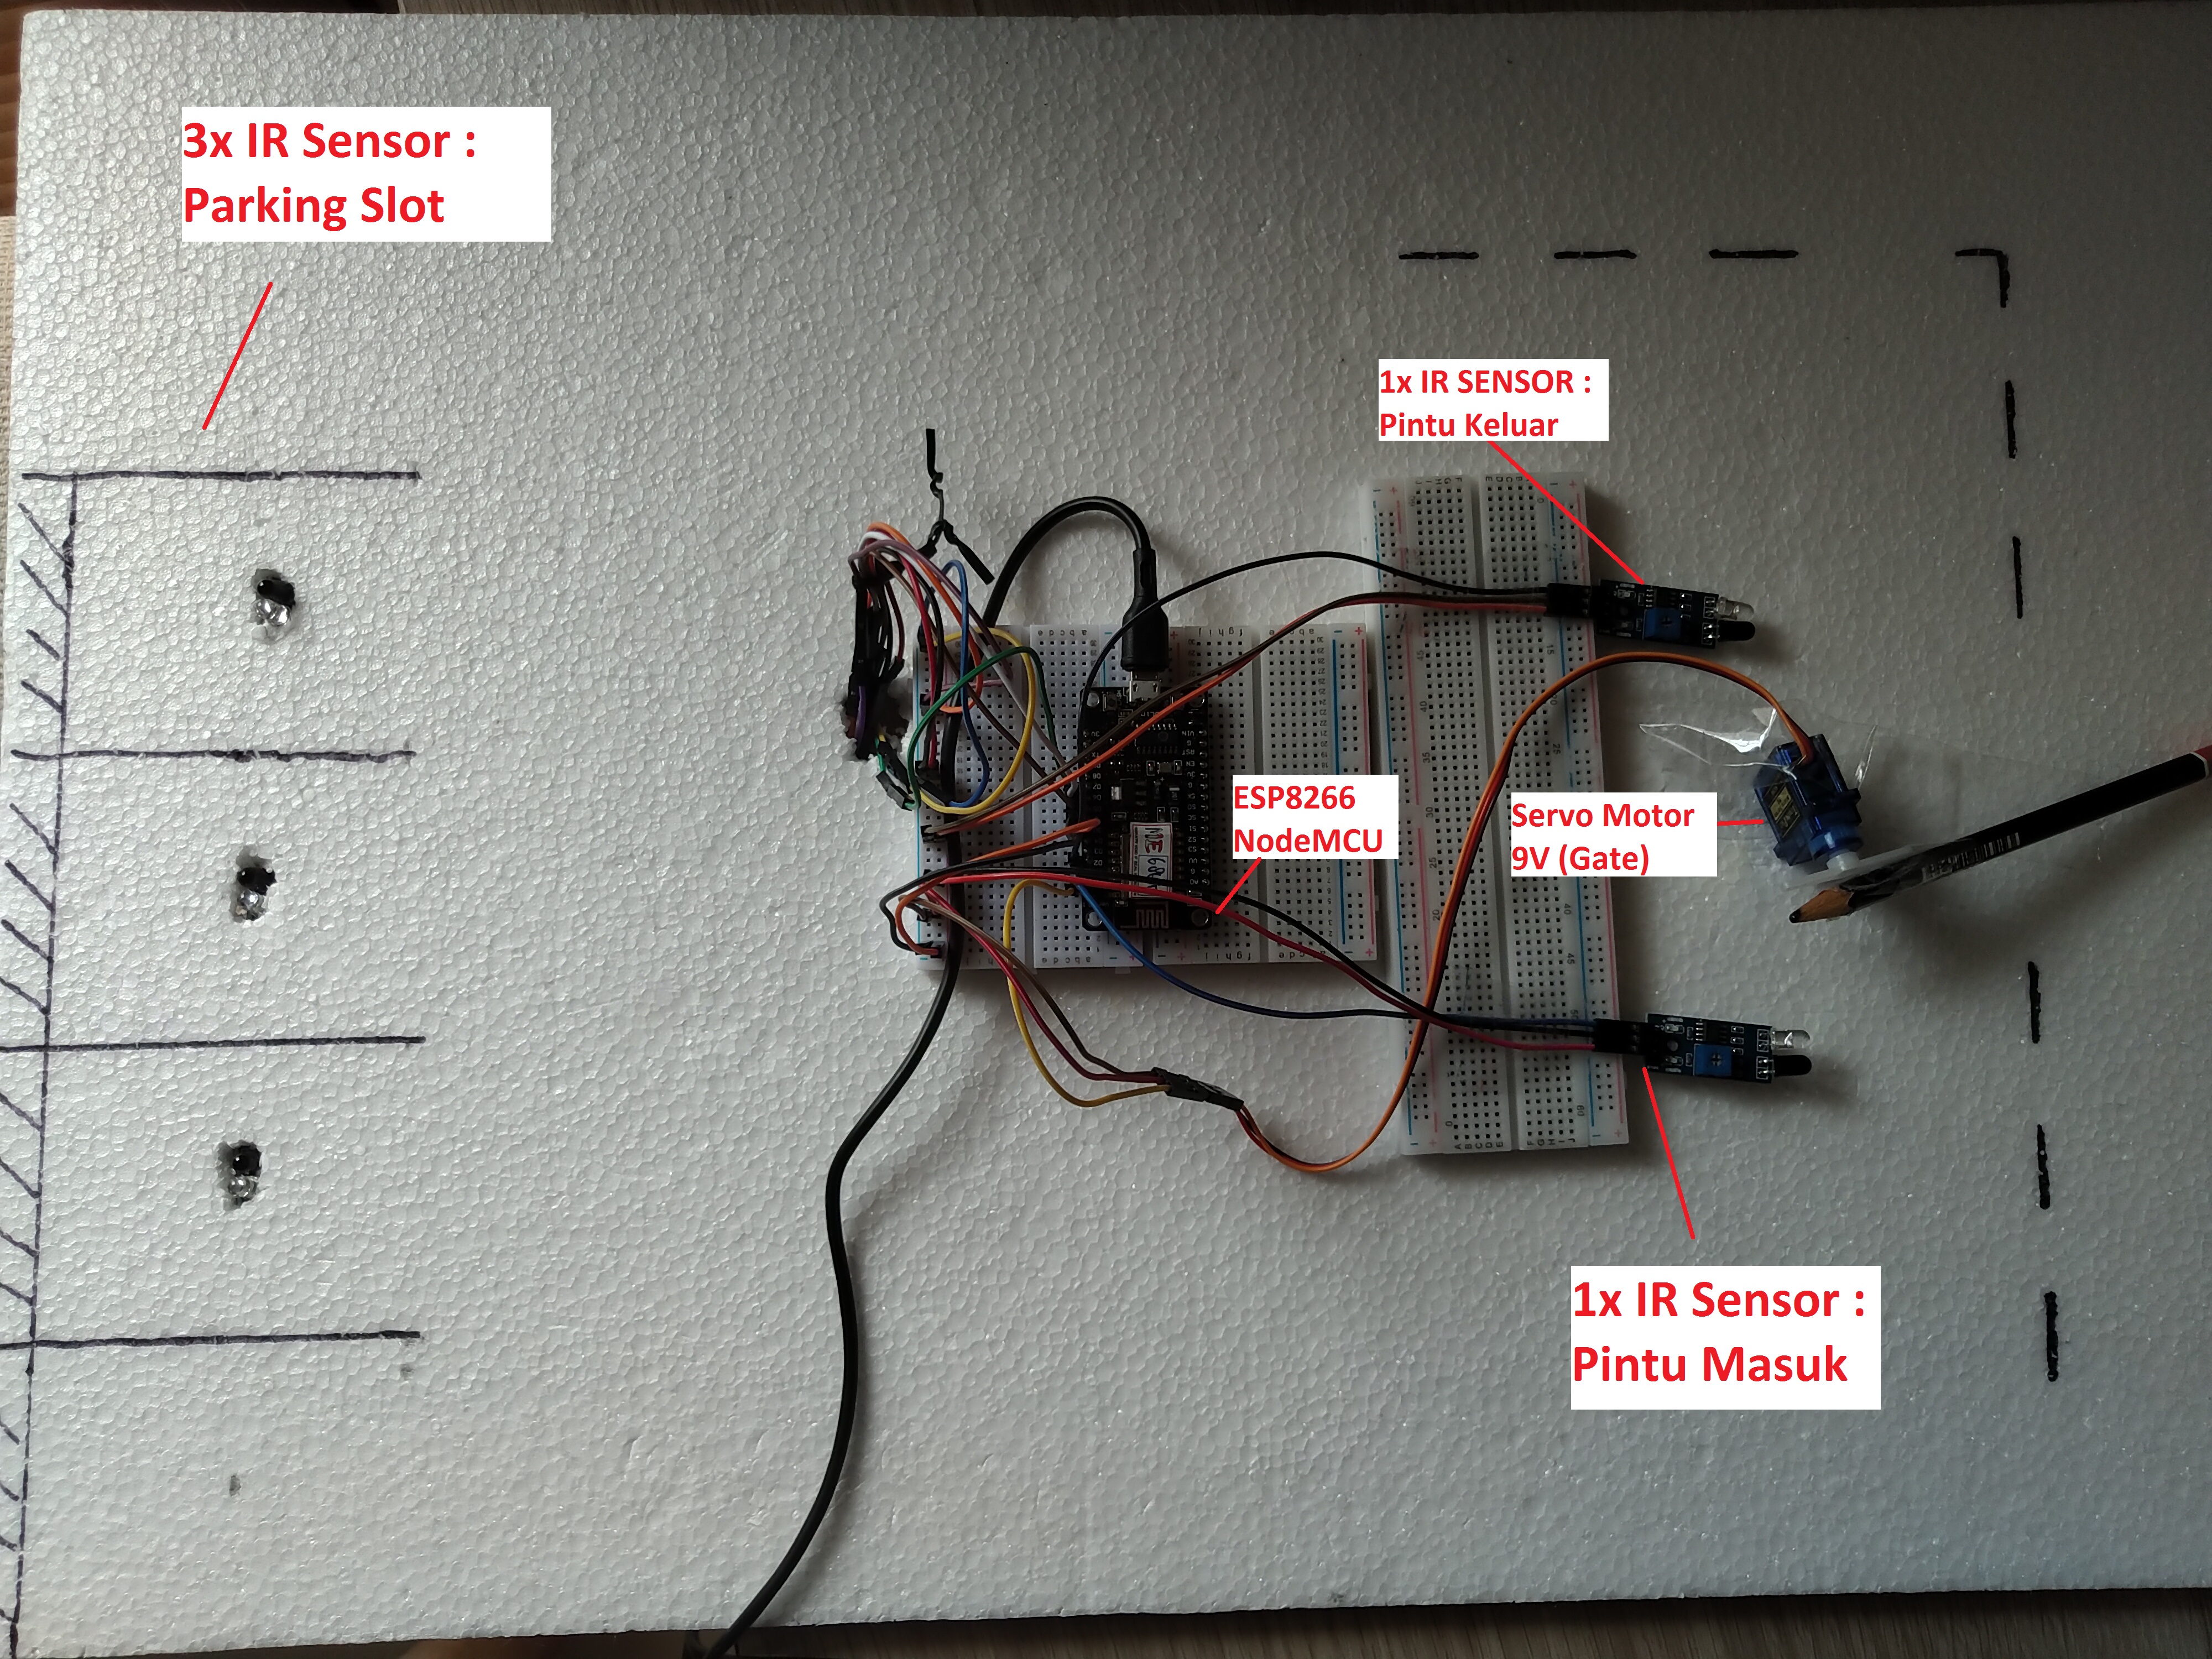 3x IR Sensor :
Parking Slot
1x IR SENSOR :
Pintu Keluar
ESP8266
NodeMCU
Servo Motor
9V (Gate)
1x IR Sensor :
Pintu Masuk